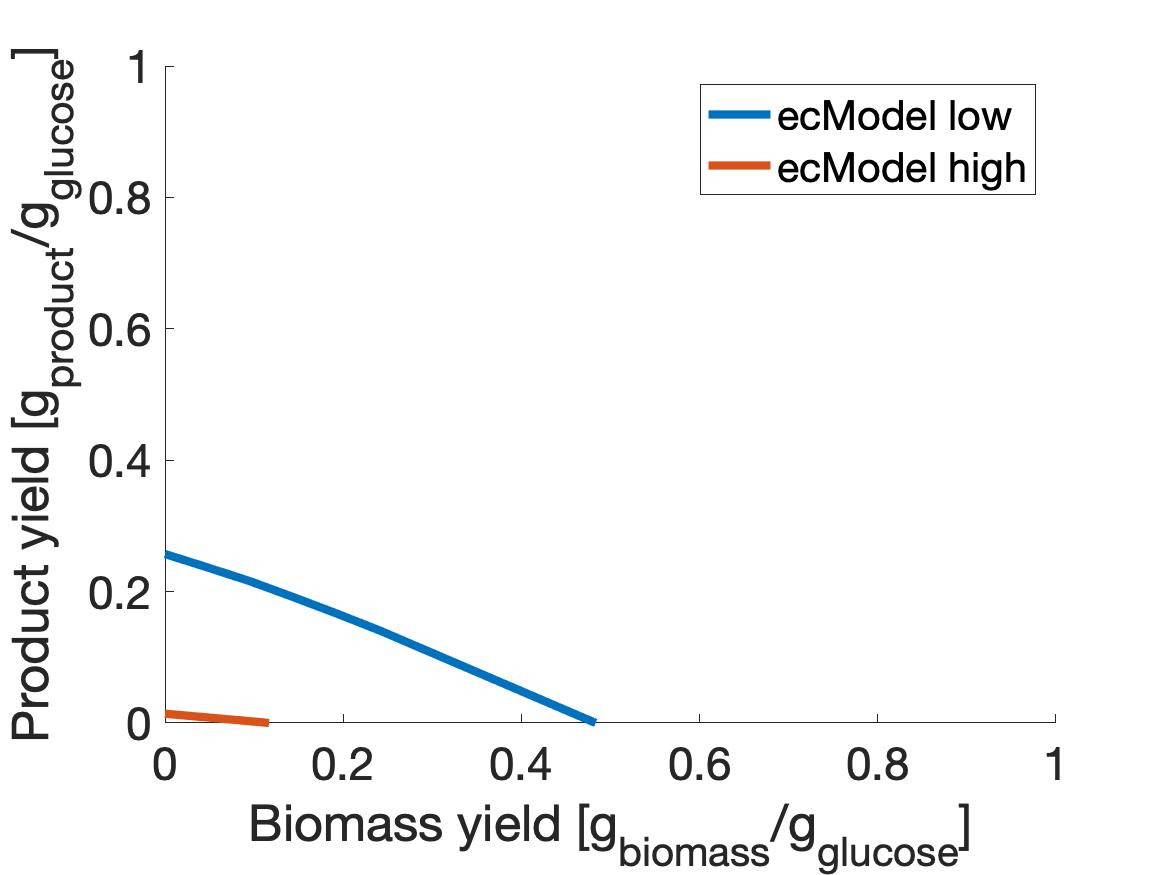 Product yield [gproduct/gglucose]
1
0.8
0.6
0.4
0.2
0
ecModel low
ecModel high
0 0.2 0.4 0.6 0.8 1
Biomass yield [gbiomass/gglucose]